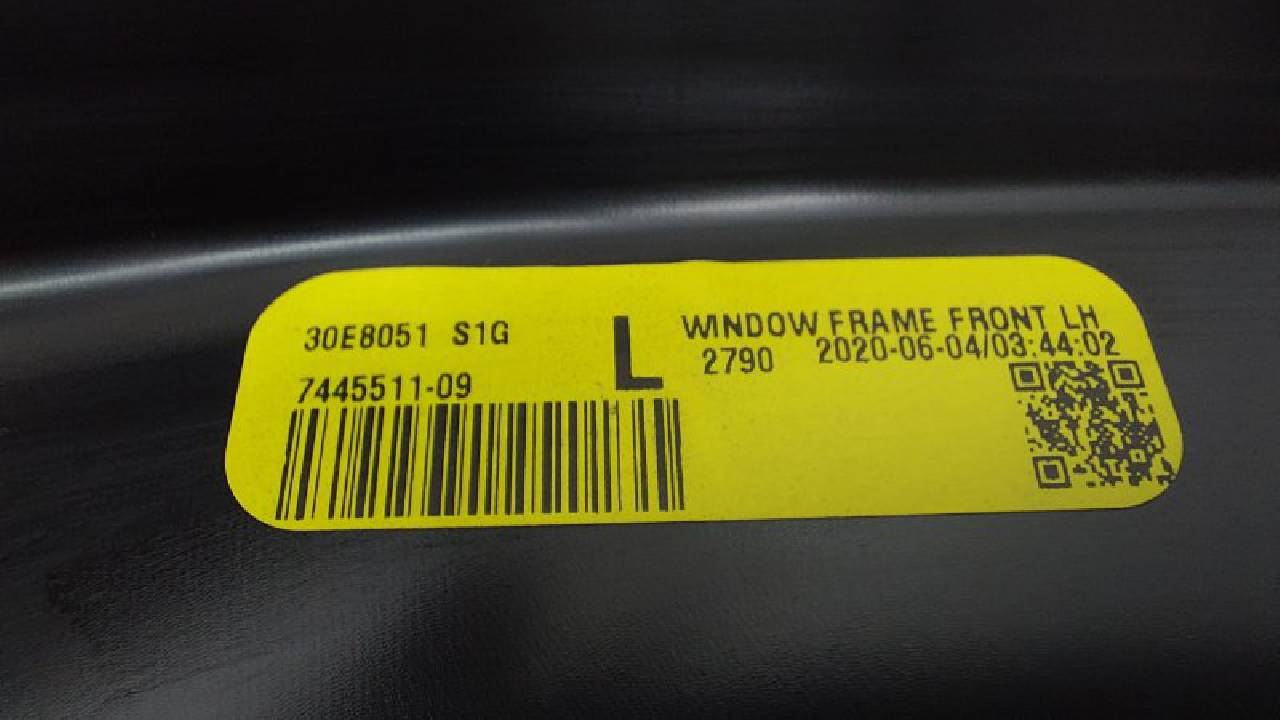 30E8051 S1G
7445511-09
L
WINDOW FRAME FRONT LH
2790 2020-06-04/03:44:02